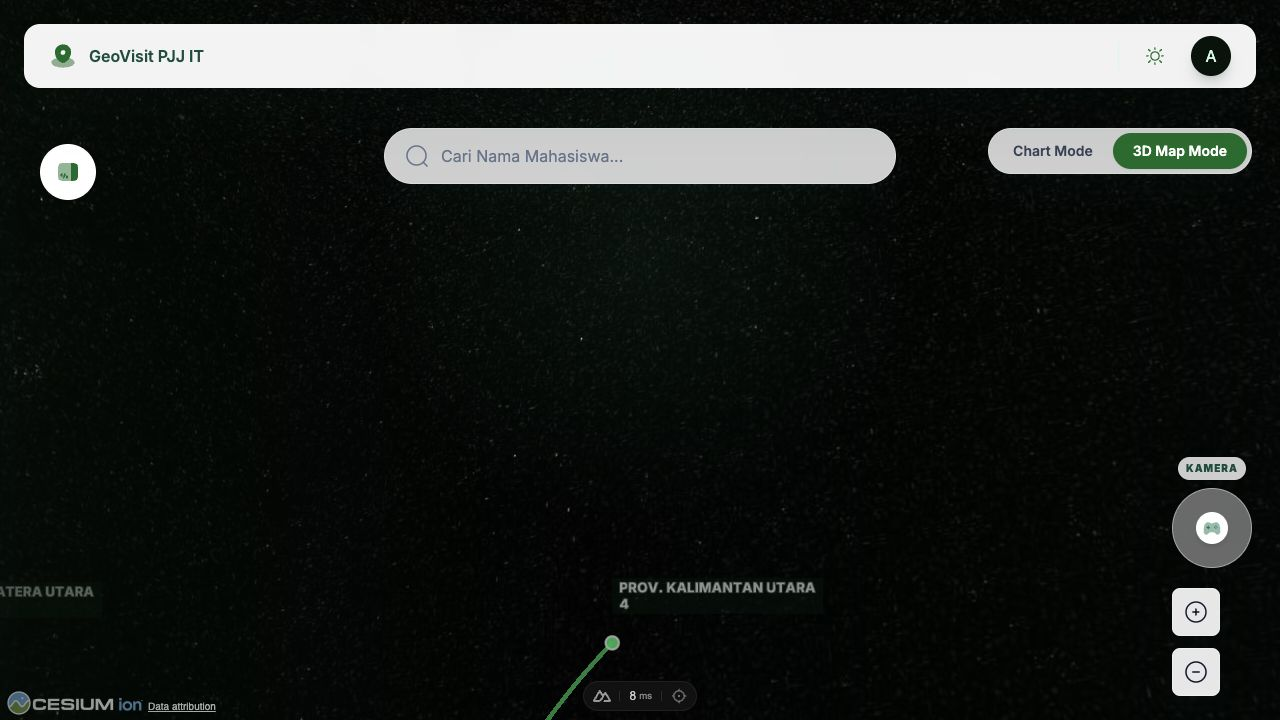 GeoVisit PJJ IT
A
Cari Nama Mahasiswa...
Chart Mode
3D Map Mode
KAMERA
ATERA UTARA
PROV. KALIMANTAN UTARA
4
8 ms
CESIUM ion
Data attribution